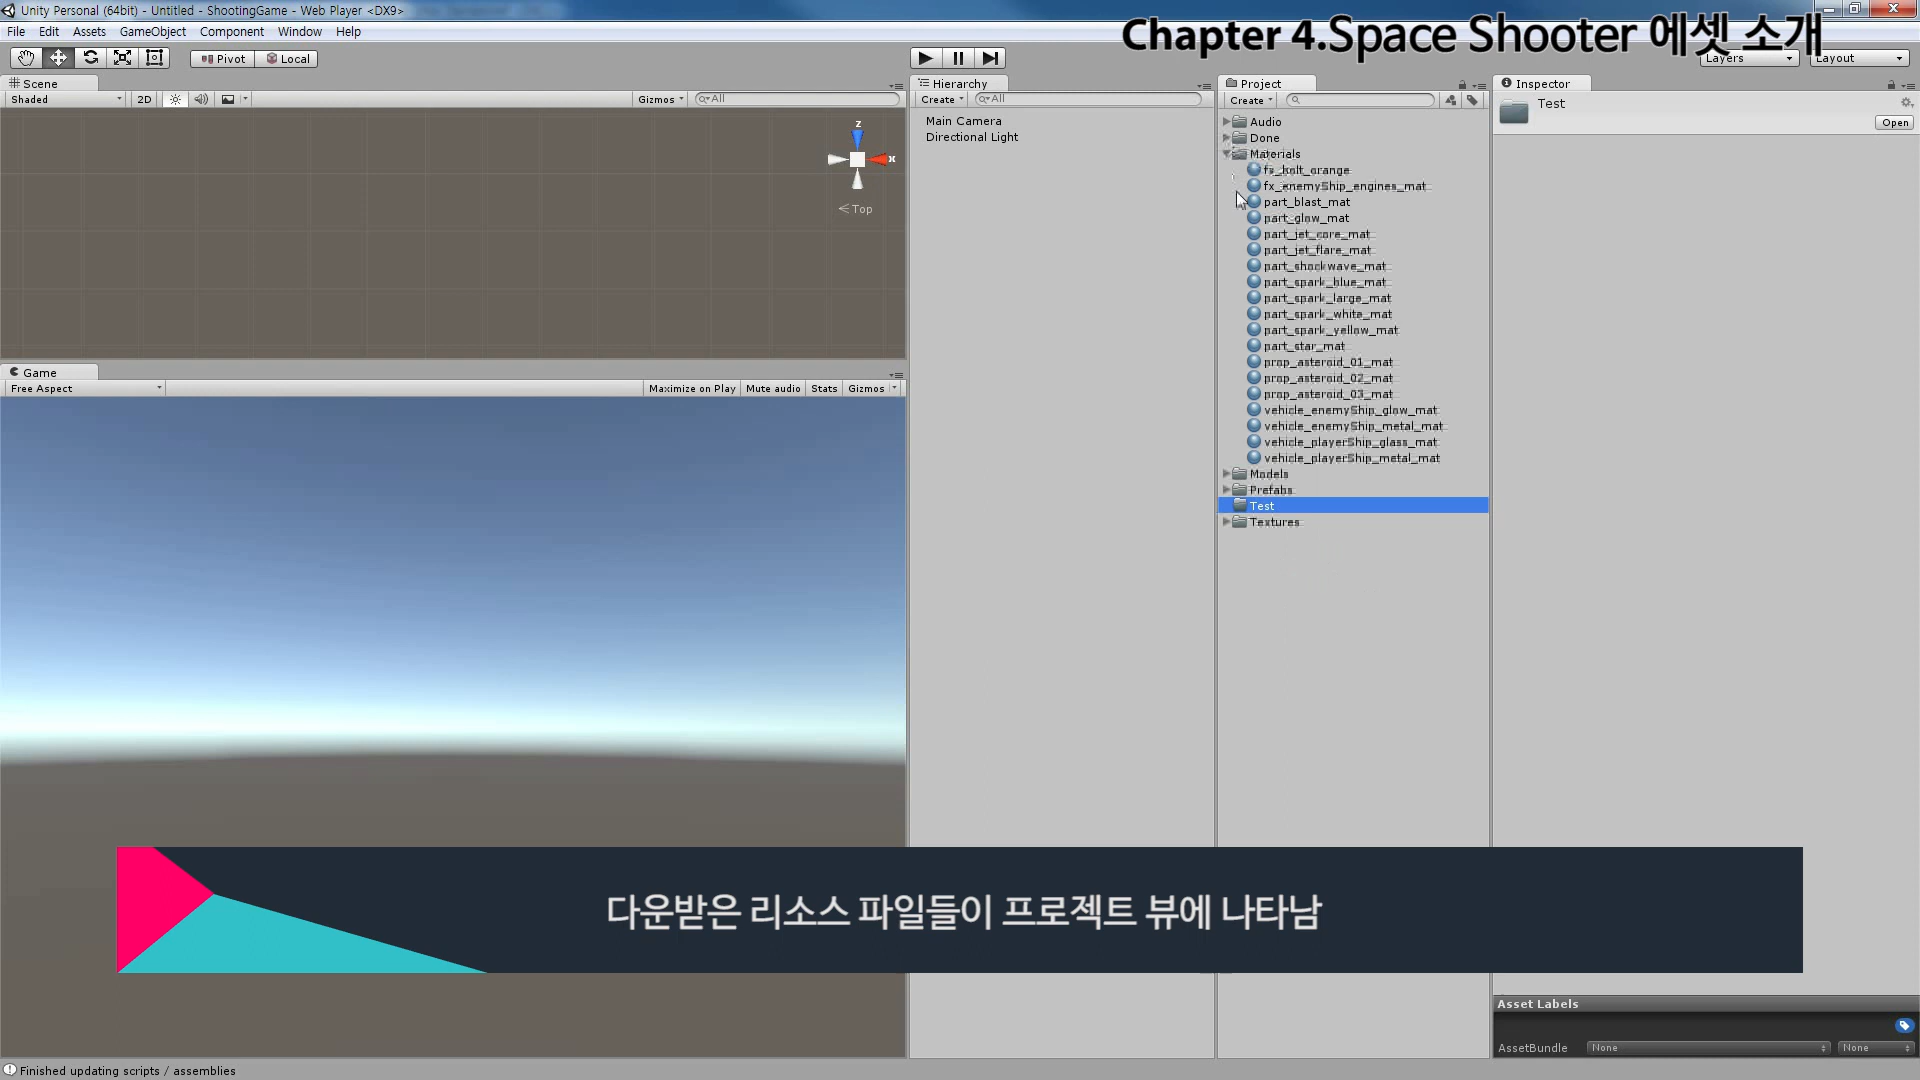 Unity Personal (64bit) - Untitled - ShootingGame - Web Player <DX9>
Chapter 4.Space Shooter 에셋 소개
File Edit Assets GameObject Component Window Help
Pivot Local
Layers Layout
Scene
Shaded 2D Gizmos All
z
x
Top
Game
Free Aspect Maximize on Play Mute audio Stats Gizmos
Hierarchy
Create All
Main Camera
Directional Light
Project
Create
Audio
Done
Materials
fx_bolt_orange
fx_enemyShip_engines_mat
part_blast_mat
part_glow_mat
part_jet_core_mat
part_jet_flare_mat
part_shockwave_mat
part_spark_blue_mat
part_spark_large_mat
part_spark_white_mat
part_spark_yellow_mat
part_star_mat
prop_asteroid_01_mat
prop_asteroid_02_mat
prop_asteroid_03_mat
vehicle_enemyShip_glow_mat
vehicle_enemyShip_metal_mat
vehicle_playerShip_glass_mat
vehicle_playerShip_metal_mat
Models
Prefabs
Test
Textures
Inspector
Test
Open
다운받은 리소스 파일들이 프로젝트 뷰에 나타남
Asset Labels
AssetBundle None None
Finished updating scripts / assemblies